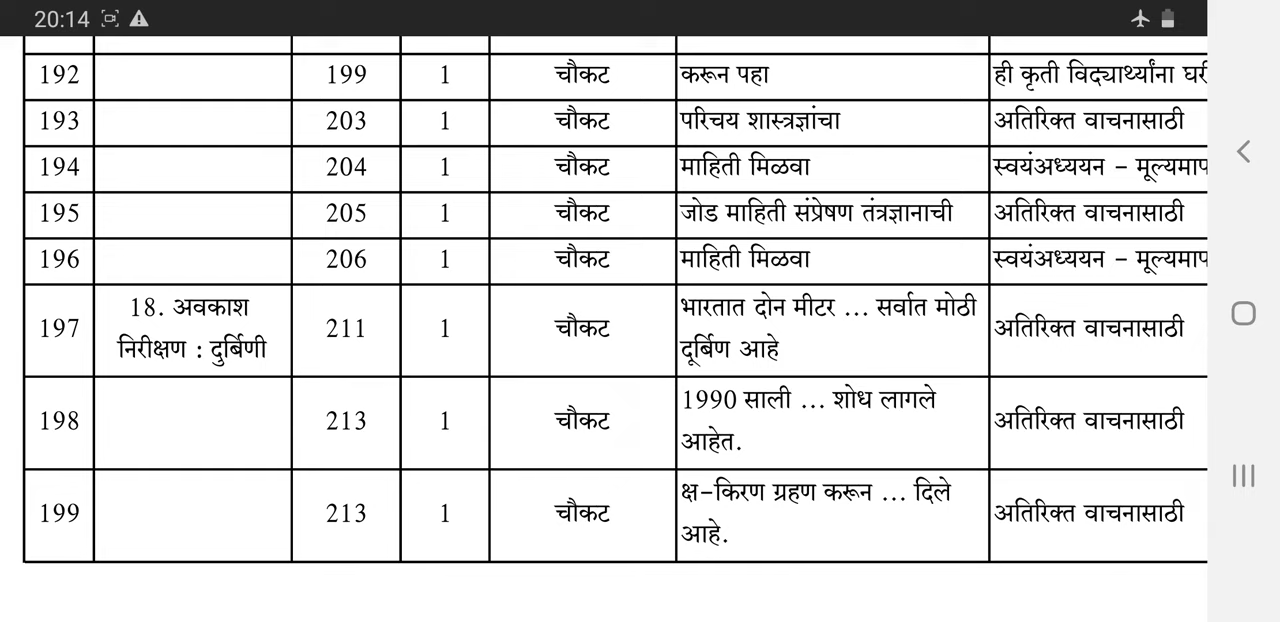 20:14
192 199 1 चौकट करून पहा ही कृती विद्यार्थ्यांना
193 203 1 चौकट परिचय शास्त्रज्ञांचा अतिरिक्त वाचनासाठी
194 204 1 चौकट माहिती मिळवा स्वयंअध्ययन –
195 205 1 चौकट जोड माहिती संप्रेषण तंत्रज्ञानाची अतिरिक्त वाचनासाठी
196 206 1 चौकट माहिती मिळवा स्वयंअध्ययन –
197 18. अवकाश निरीक्षण : दुर्बिणी 211 1 चौकट भारतात दोन मीटर ... सर्वात मोठी दूर्बिण आहे अतिरिक्त वाचनासाठी
198 213 1 चौकट 1990 साली ... शोध लागले आहेत. अतिरिक्त वाचनासाठी
199 213 1 चौकट क्ष-किरण ग्रहण करून ... दिले आहे. अतिरिक्त वाचनासाठी